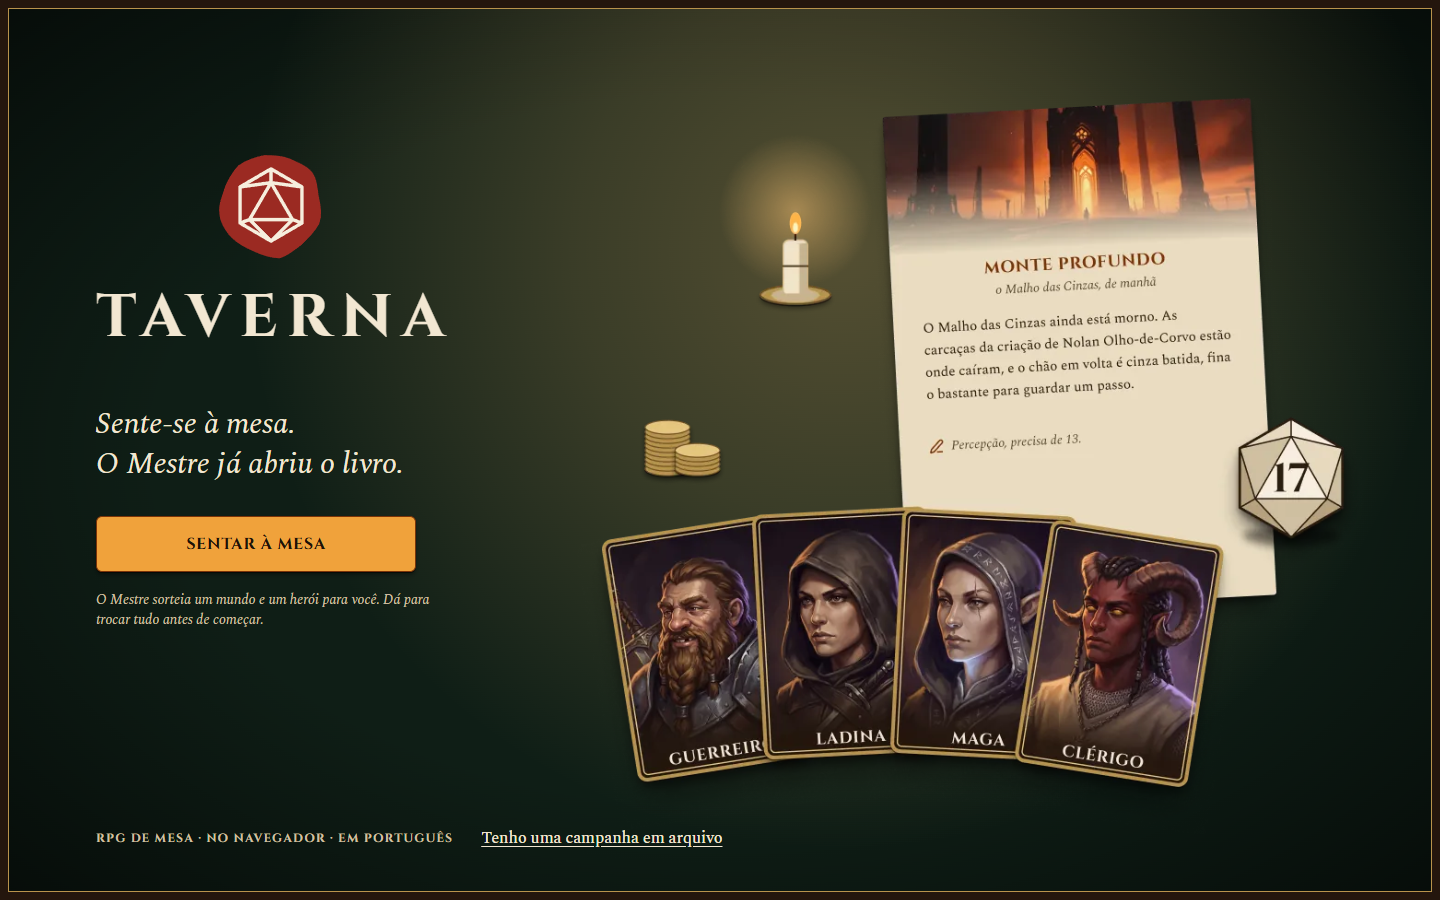 TAVERNA
Sente-se à mesa.
O Mestre já abriu o livro.
SENTAR À MESA
O Mestre sorteia um mundo e um herói para você. Dá para
trocar tudo antes de começar.
MONTE PROFUNDO
o Malho das Cinzas, de manhã
O Malho das Cinzas ainda está morno. As
carcaças da criação de Nolan Olho-de-Corvo estão
onde caíram, e o chão em volta é cinza batida, fina
o bastante para guardar um passo.
Percepção, precisa de 13.
17
GUERREIRO
LADINA
MAGA
CLÉRIGO
RPG DE MESA · NO NAVEGADOR · EM PORTUGUÊS
Tenho uma campanha em arquivo